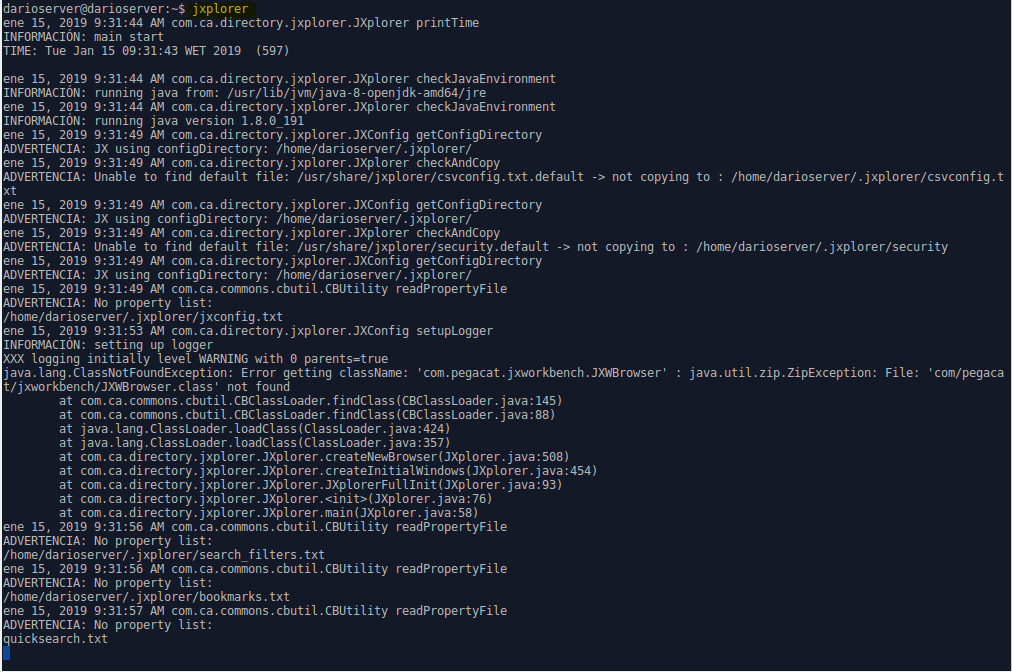 darioserver@darioserver:~$ jxplorer
ene 15, 2019 9:31:44 AM com.ca.directory.jxplorer.JXplorer printTime
INFORMACIÓN: main start
TIME: Tue Jan 15 09:31:43 WET 2019  (597)

ene 15, 2019 9:31:44 AM com.ca.directory.jxplorer.JXplorer checkJavaEnvironment
INFORMACIÓN: running java from: /usr/lib/jvm/java-8-openjdk-amd64/jre
ene 15, 2019 9:31:44 AM com.ca.directory.jxplorer.JXplorer checkJavaEnvironment
INFORMACIÓN: running java version 1.8.0_191
ene 15, 2019 9:31:49 AM com.ca.directory.jxplorer.JXConfig getConfigDirectory
ADVERTENCIA: JX using configDirectory: /home/darioserver/.jxplorer/
ene 15, 2019 9:31:49 AM com.ca.directory.jxplorer.JXplorer checkAndCopy
ADVERTENCIA: Unable to find default file: /usr/share/jxplorer/csvconfig.txt.default -> not copying to : /home/darioserver/.jxplorer/csvconfig.t
xt
ene 15, 2019 9:31:49 AM com.ca.directory.jxplorer.JXConfig getConfigDirectory
ADVERTENCIA: JX using configDirectory: /home/darioserver/.jxplorer/
ene 15, 2019 9:31:49 AM com.ca.directory.jxplorer.JXplorer checkAndCopy
ADVERTENCIA: Unable to find default file: /usr/share/jxplorer/security.default -> not copying to : /home/darioserver/.jxplorer/security
ene 15, 2019 9:31:49 AM com.ca.directory.jxplorer.JXConfig getConfigDirectory
ADVERTENCIA: JX using configDirectory: /home/darioserver/.jxplorer/
ene 15, 2019 9:31:49 AM com.ca.commons.cbutil.CBUtility readPropertyFile
ADVERTENCIA: No property list:
/home/darioserver/.jxplorer/jxconfig.txt
ene 15, 2019 9:31:53 AM com.ca.directory.jxplorer.JXConfig setupLogger
INFORMACIÓN: setting up logger
XXX logging initially level WARNING with 0 parents=true
java.lang.ClassNotFoundException: Error getting className: 'com.pegacat.jxworkbench.JXWBrowser' : java.util.zip.ZipException: File: 'com/pegaca
t/jxworkbench/JXWBrowser.class' not found
        at com.ca.commons.cbutil.CBClassLoader.findClass(CBClassLoader.java:145)
        at com.ca.commons.cbutil.CBClassLoader.findClass(CBClassLoader.java:88)
        at java.lang.ClassLoader.loadClass(ClassLoader.java:424)
        at java.lang.ClassLoader.loadClass(ClassLoader.java:357)
        at com.ca.directory.jxplorer.JXplorer.createNewBrowser(JXplorer.java:508)
        at com.ca.directory.jxplorer.JXplorer.createInitialWindows(JXplorer.java:454)
        at com.ca.directory.jxplorer.JXplorer.JXplorerFullInit(JXplorer.java:93)
        at com.ca.directory.jxplorer.JXplorer.<init>(JXplorer.java:76)
        at com.ca.directory.jxplorer.JXplorer.main(JXplorer.java:58)
ene 15, 2019 9:31:56 AM com.ca.commons.cbutil.CBUtility readPropertyFile
ADVERTENCIA: No property list:
/home/darioserver/.jxplorer/search_filters.txt
ene 15, 2019 9:31:56 AM com.ca.commons.cbutil.CBUtility readPropertyFile
ADVERTENCIA: No property list:
/home/darioserver/.jxplorer/bookmarks.txt
ene 15, 2019 9:31:57 AM com.ca.commons.cbutil.CBUtility readPropertyFile
ADVERTENCIA: No property list:
quicksearch.txt